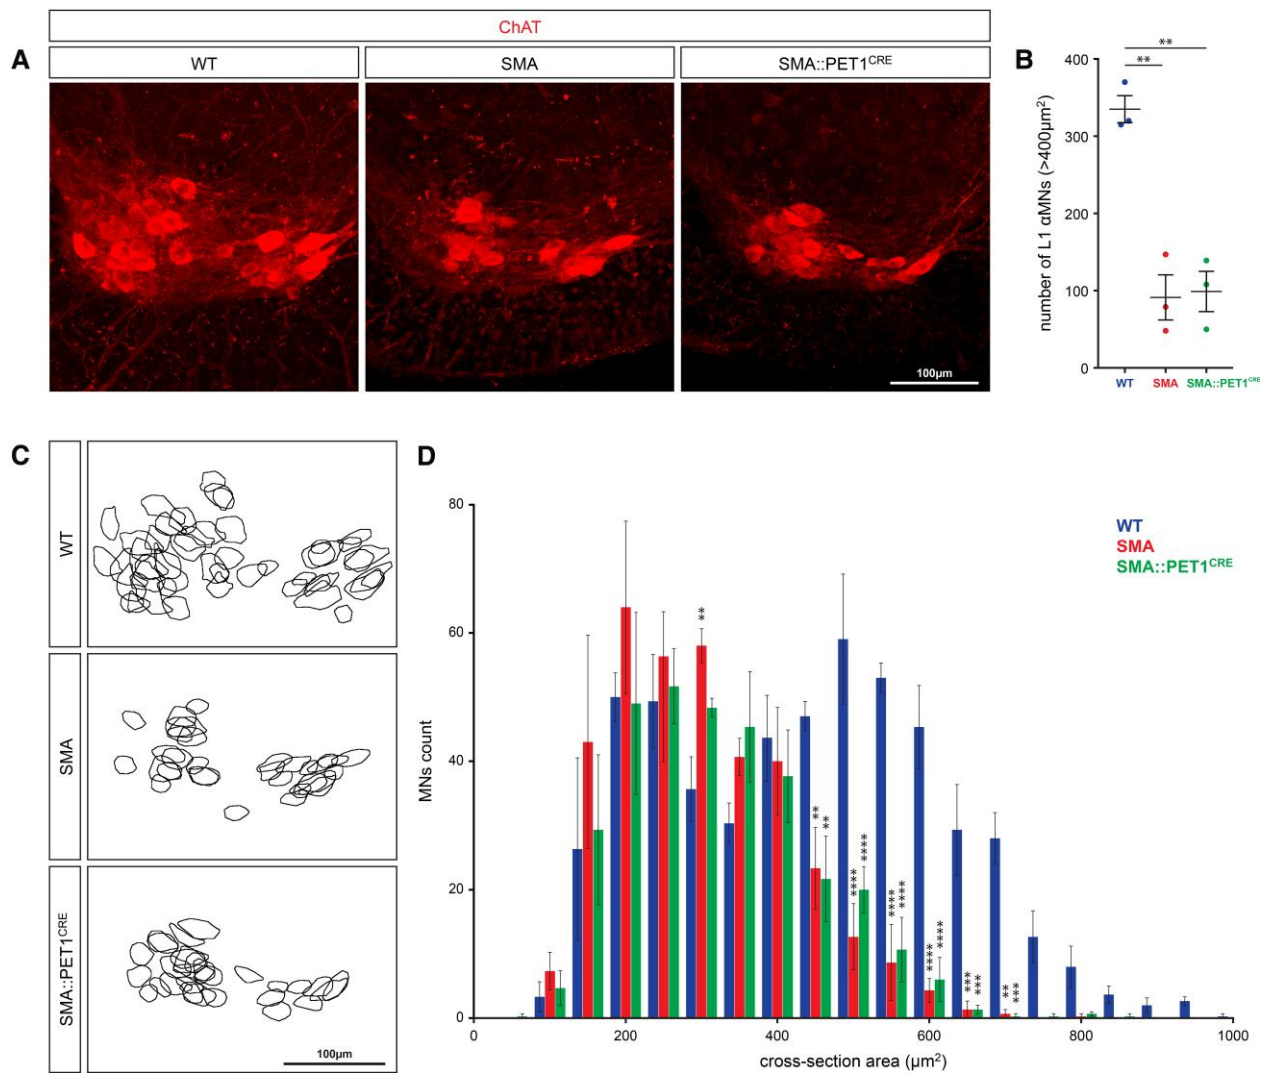 A
ChAT
WT
SMA
SMA::PET1CRE
100µm
B
**
**
number of L1 αMNs (>400µm²)
400
300
200
100
0
WT
SMA
SMA::PET1CRE
C
WT
SMA
SMA::PET1CRE
100µm
D
WT
SMA
SMA::PET1CRE
MNs count
80
60
40
20
0
**
**
**
****
****
****
****
****
****
***
***
**
***
0
200
400
600
800
1000
cross-section area (µm²)